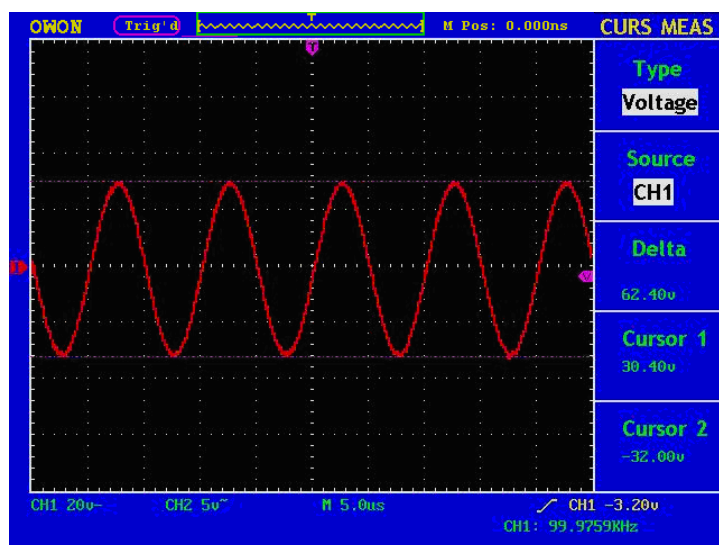 OWON Trig'd T M Pos: 0.000ns CURS MEAS
T
Type
Voltage
Source
CH1
Delta
62.40v
Cursor 1
30.40v
Cursor 2
-32.00v
1
CH1 20v- CH2 5v~ M 5.0us CH1 -3.20v
CH1: 99.9759KHz